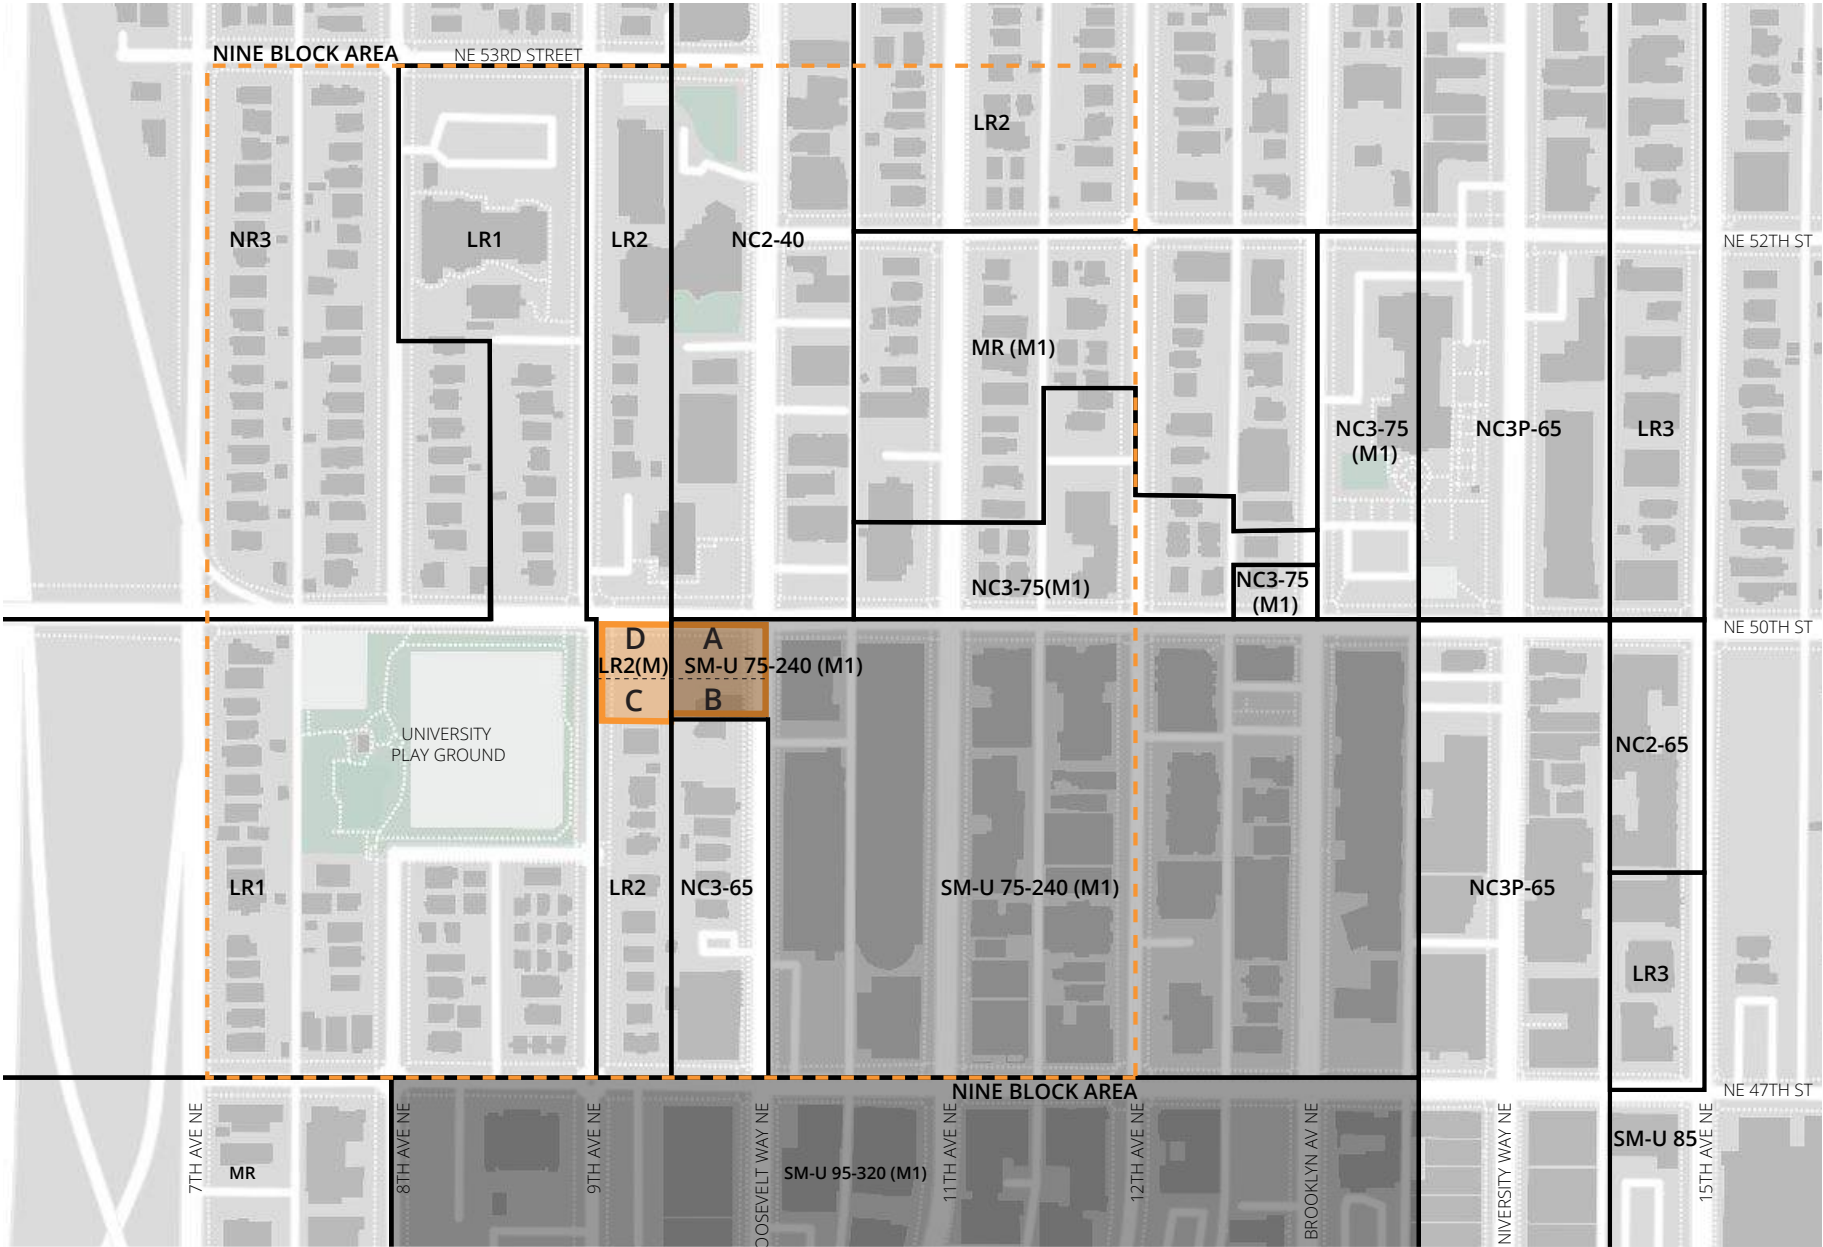 NINE BLOCK AREA
NE 53RD STREET
LR2
NR3
LR1
LR2
NC2-40
NE 52TH ST
MR (M1)
NC3-75
(M1)
NC3P-65
LR3
NC3-75(M1)
NC3-75
(M1)
NE 50TH ST
D
A
LR2(M)
SM-U 75-240 (M1)
C
B
UNIVERSITY
PLAY GROUND
NC2-65
LR1
LR2
NC3-65
SM-U 75-240 (M1)
NC3P-65
LR3
NINE BLOCK AREA
NE 47TH ST
7TH AVE NE
MR
8TH AVE NE
9TH AVE NE
OOSEVELT WAY NE
SM-U 95-320 (M1)
11TH AVE NE
12TH AVE NE
BROOKLYN AV NE
NIVERSITY WAY NE
SM-U 85
15TH AVE NE